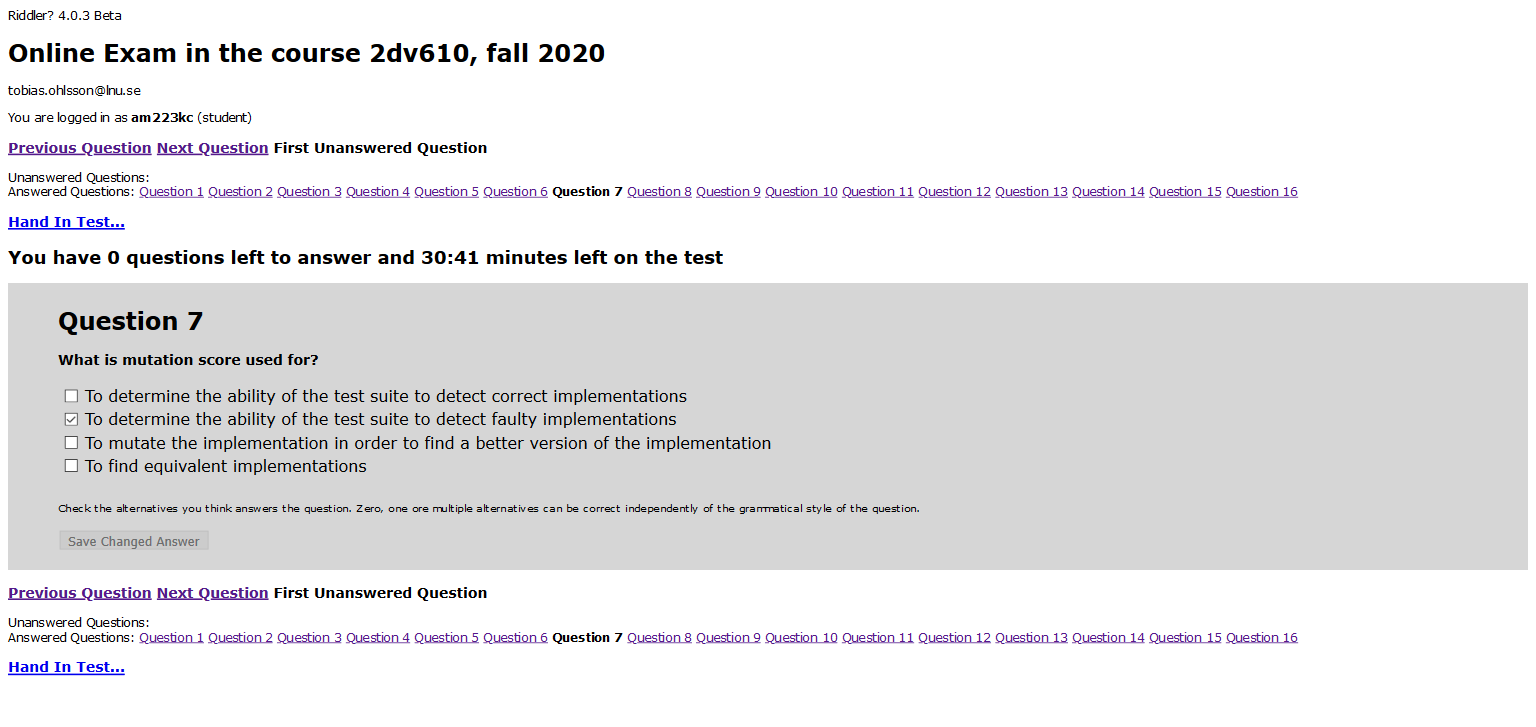 Riddler? 4.0.3 Beta
Online Exam in the course 2dv610, fall 2020
tobias.ohlsson@lnu.se
You are logged in as am223kc (student)
Previous Question Next Question First Unanswered Question
Unanswered Questions:
Answered Questions: Question 1 Question 2 Question 3 Question 4 Question 5 Question 6 Question 7 Question 8 Question 9 Question 10 Question 11 Question 12 Question 13 Question 14 Question 15 Question 16
Hand In Test...
You have 0 questions left to answer and 30:41 minutes left on the test
Question 7
What is mutation score used for?
To determine the ability of the test suite to detect correct implementations
To determine the ability of the test suite to detect faulty implementations
To mutate the implementation in order to find a better version of the implementation
To find equivalent implementations
Check the alternatives you think answers the question. Zero, one ore multiple alternatives can be correct independently of the grammatical style of the question.
Save Changed Answer
Previous Question Next Question First Unanswered Question
Unanswered Questions:
Answered Questions: Question 1 Question 2 Question 3 Question 4 Question 5 Question 6 Question 7 Question 8 Question 9 Question 10 Question 11 Question 12 Question 13 Question 14 Question 15 Question 16
Hand In Test...